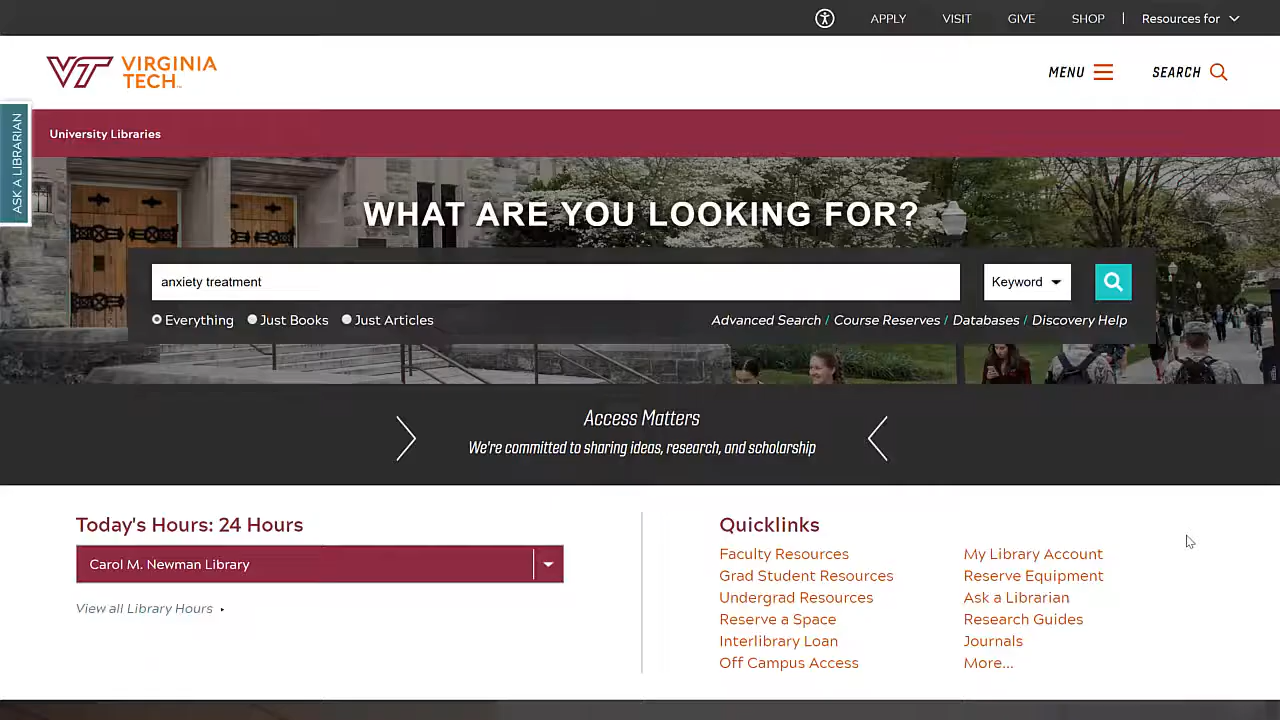 APPLY VISIT GIVE SHOP | Resources for
VT VIRGINIA
TECH™
MENU SEARCH
ASK A LIBRARIAN
University Libraries
WHAT ARE YOU LOOKING FOR?
anxiety treatment Keyword
Everything Just Books Just Articles Advanced Search / Course Reserves / Databases / Discovery Help
Access Matters
We're committed to sharing ideas, research, and scholarship
Today's Hours: 24 Hours
Carol M. Newman Library
View all Library Hours
Quicklinks
Faculty Resources My Library Account
Grad Student Resources Reserve Equipment
Undergrad Resources Ask a Librarian
Reserve a Space Research Guides
Interlibrary Loan Journals
Off Campus Access More...